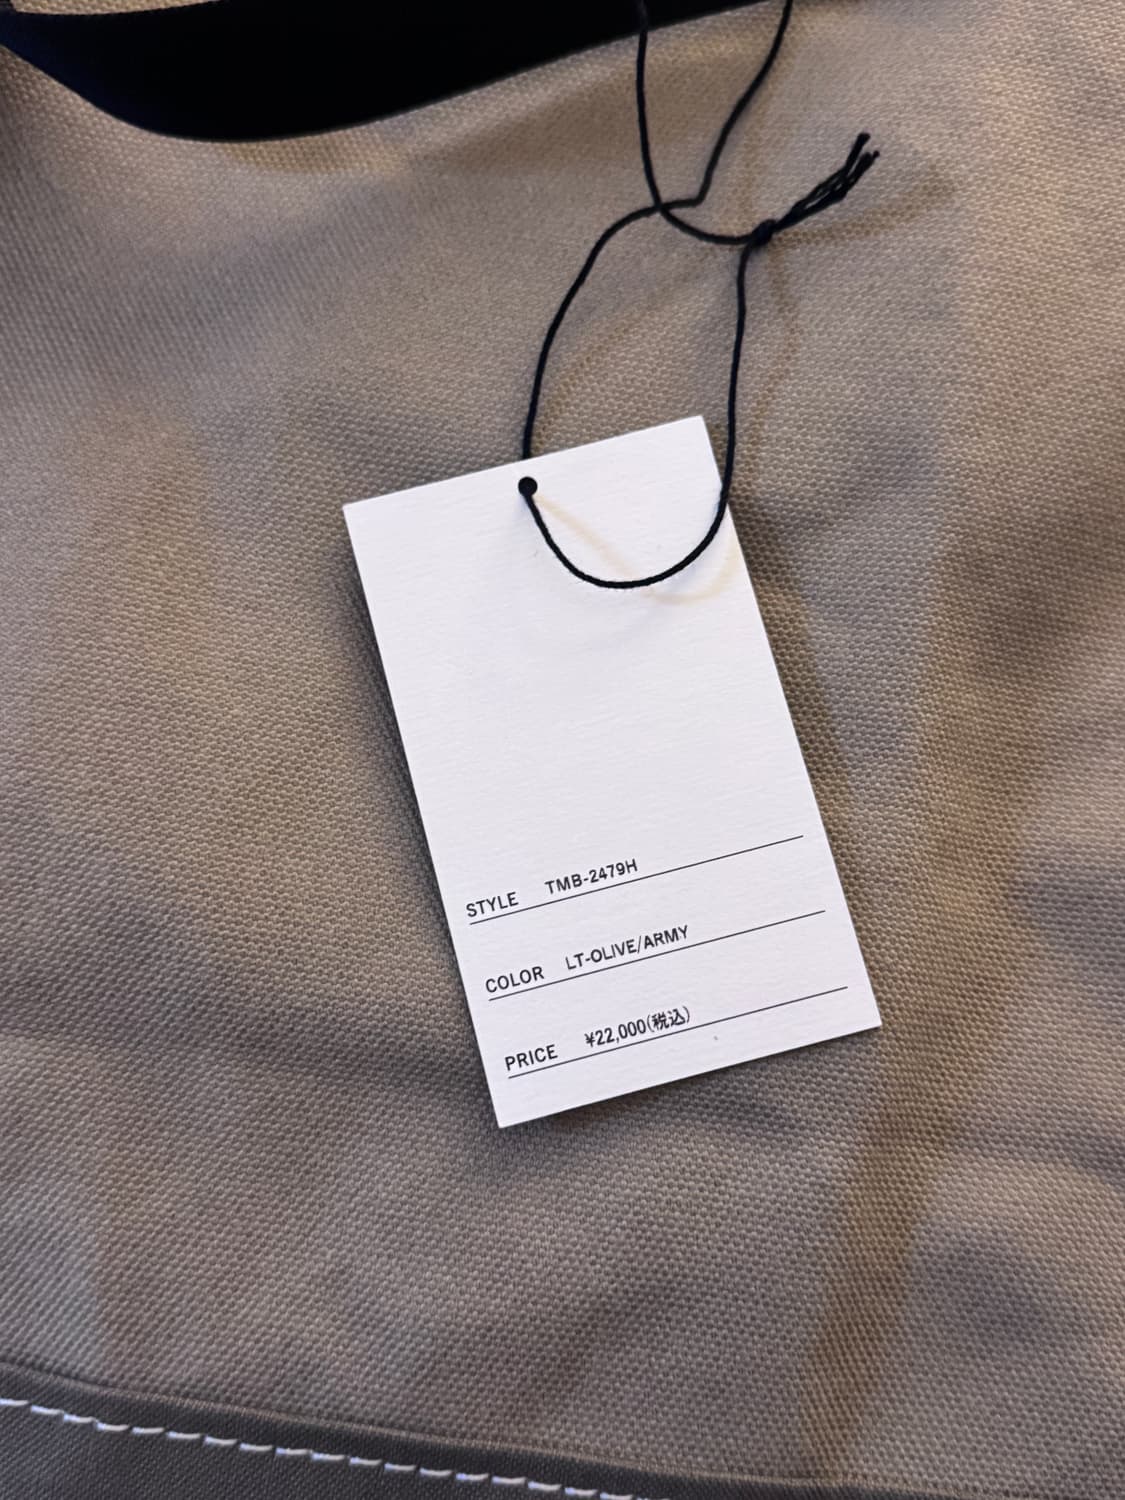 STYLE TMB-2479H
COLOR LT-OLIVE/ARMY
PRICE ¥22,000(税込)